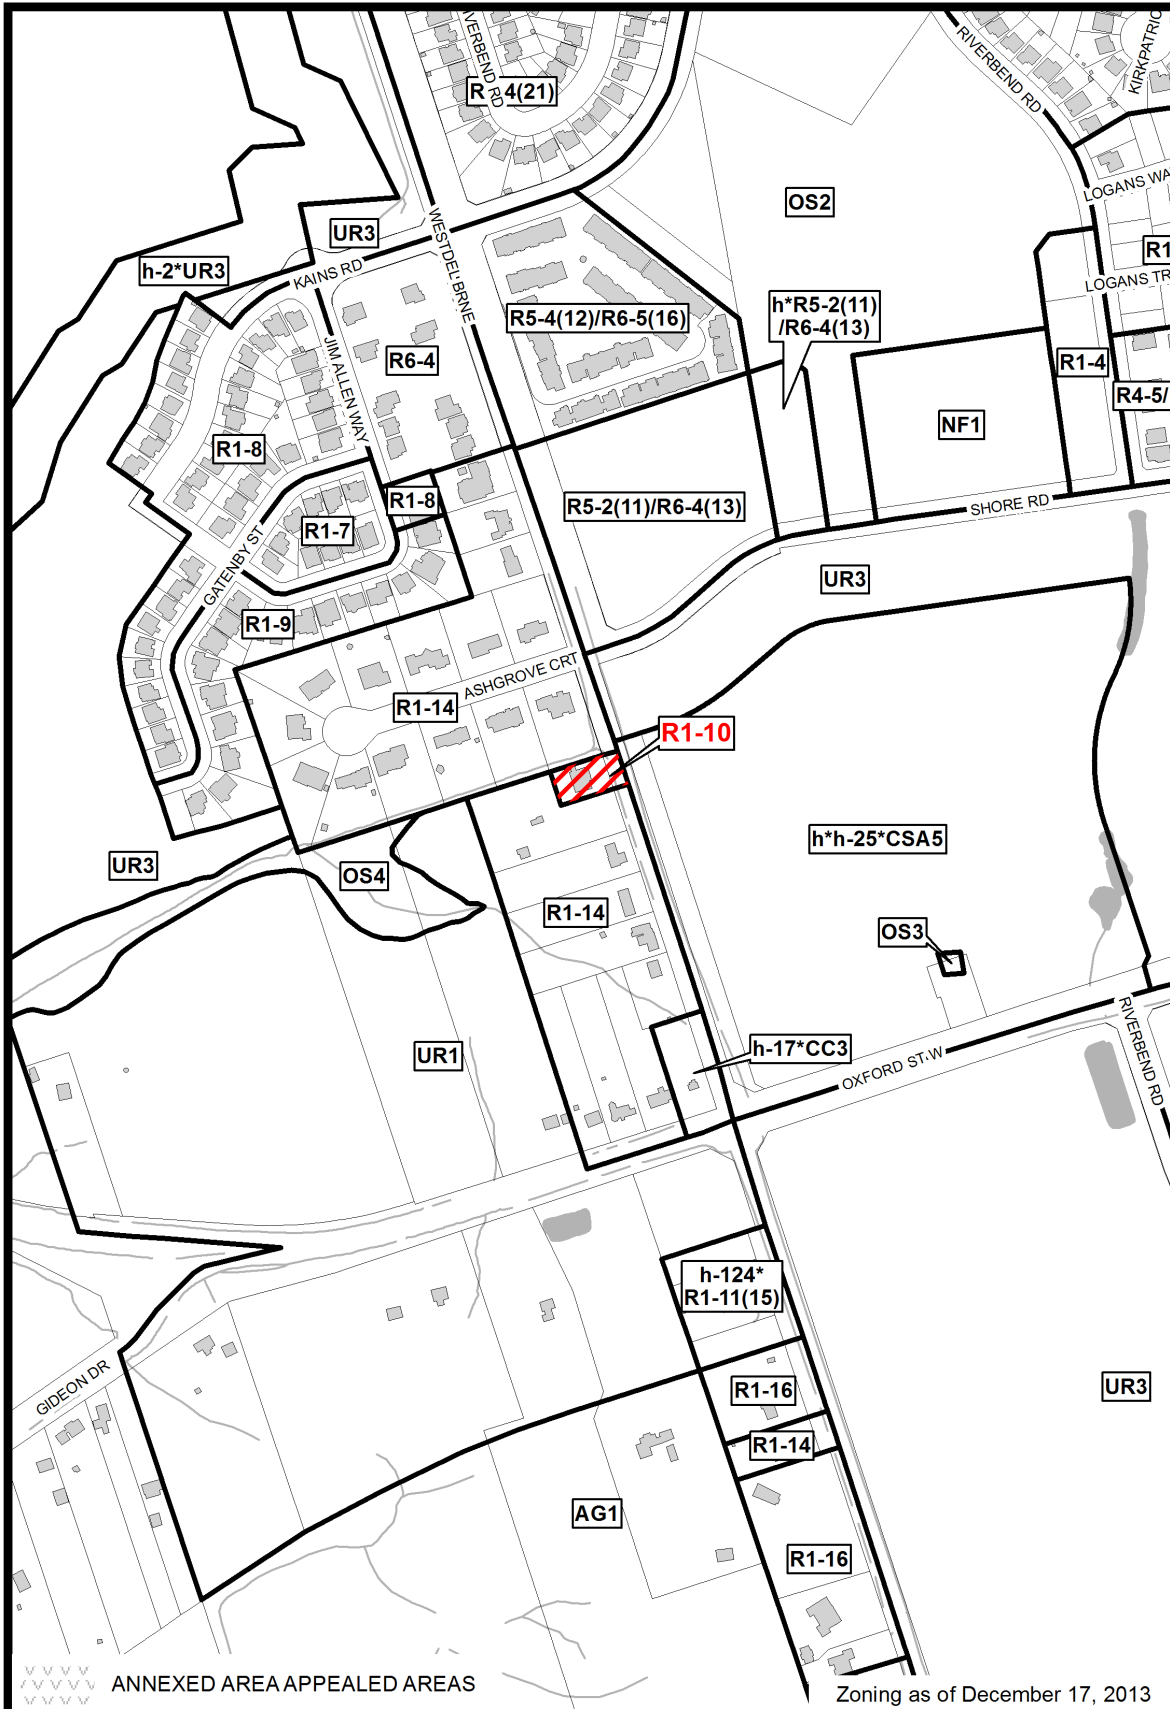 RIVERBEND RD
R 4(21)
RIVERBEND RD
LOGANS WA
OS2
UR3
WESTDEL BRNE
h-2*UR3
KAINS RD
R1
LOGANS TR
h*R5-2(11)
/R6-4(13)
R5-4(12)/R6-5(16)
JIM ALLEN WAY
R6-4
R1-4
R4-5/
NF1
R1-8
R1-8
R5-2(11)/R6-4(13)
SHORE RD
R1-7
GATENBY ST
UR3
R1-9
ASHGROVE CRT
R1-14
R1-10
h*h-25*CSA5
UR3
OS4
R1-14
OS3
UR1
h-17*CC3
OXFORD ST.W
RIVERBEND RD
h-124*
R1-11(15)
GIDEON DR
R1-16
UR3
R1-14
AG1
R1-16
ANNEXED AREA APPEALED AREAS
Zoning as of December 17, 2013